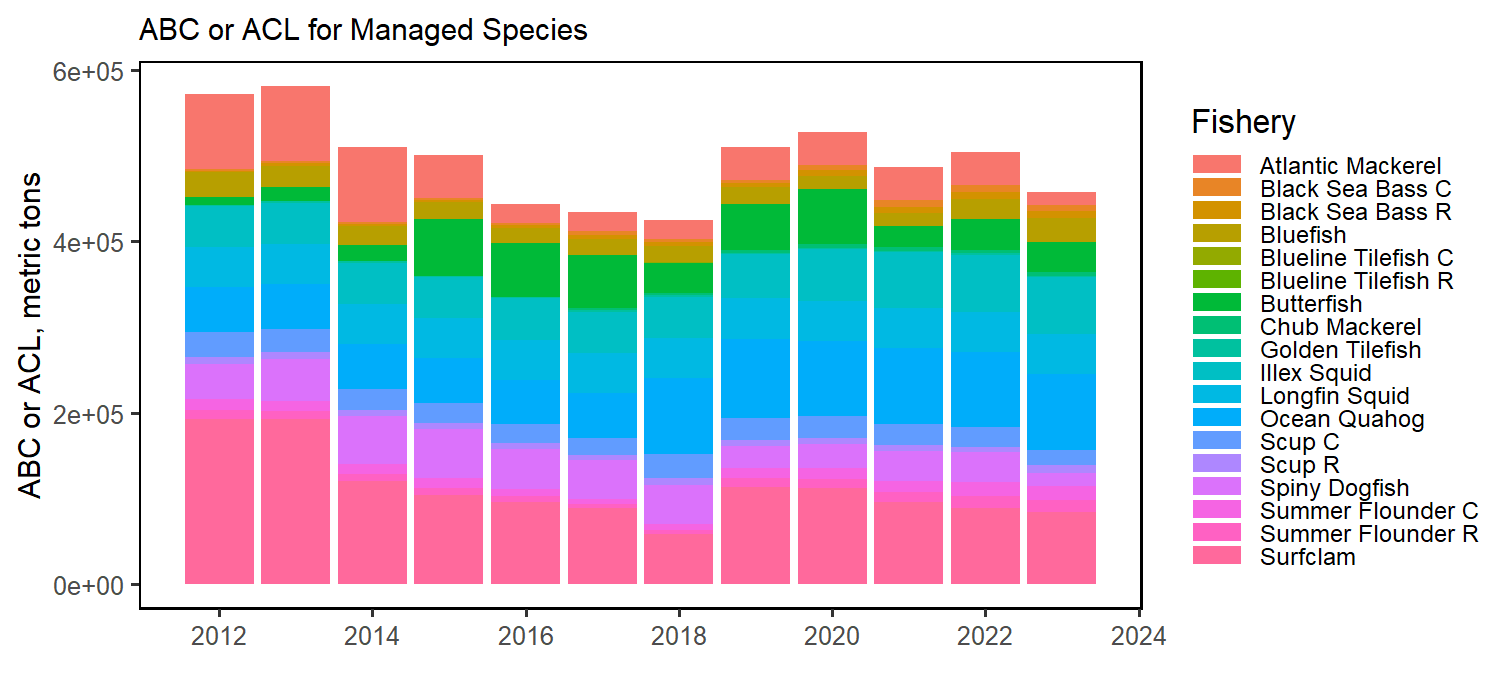 ABC or ACL for Managed Species
ABC or ACL, metric tons
6e+05
4e+05
2e+05
0e+00
2012
2014
2016
2018
2020
2022
2024
Fishery
Atlantic Mackerel
Black Sea Bass C
Black Sea Bass R
Bluefish
Blueline Tilefish C
Blueline Tilefish R
Butterfish
Chub Mackerel
Golden Tilefish
Illex Squid
Longfin Squid
Ocean Quahog
Scup C
Scup R
Spiny Dogfish
Summer Flounder C
Summer Flounder R
Surfclam